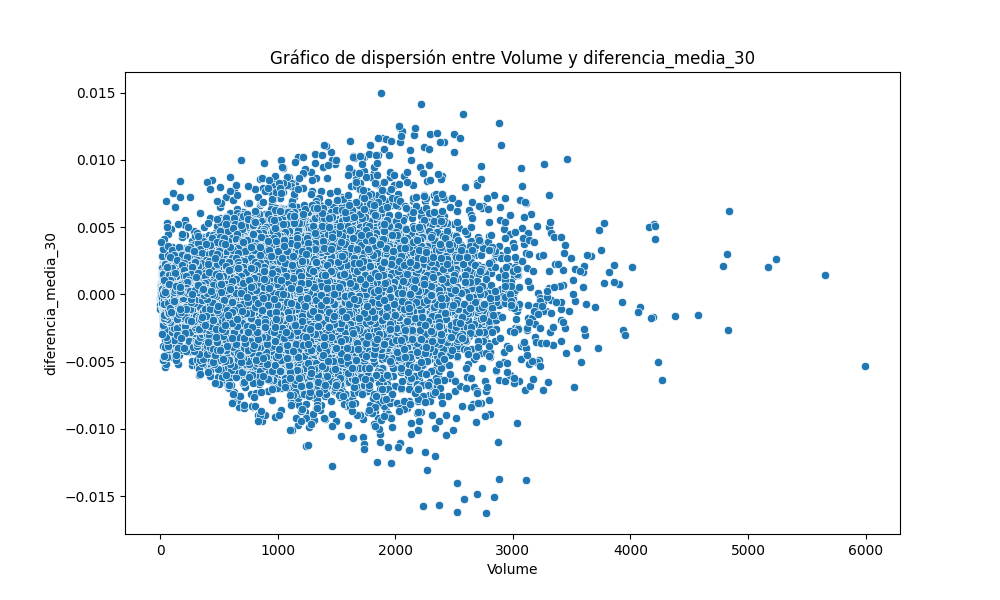 Gráfico de dispersión entre Volume y diferencia_media_30
0.015
0.010
0.005
0.000
−0.005
−0.010
−0.015
diferencia_media_30
0 1000 2000 3000 4000 5000 6000
Volume